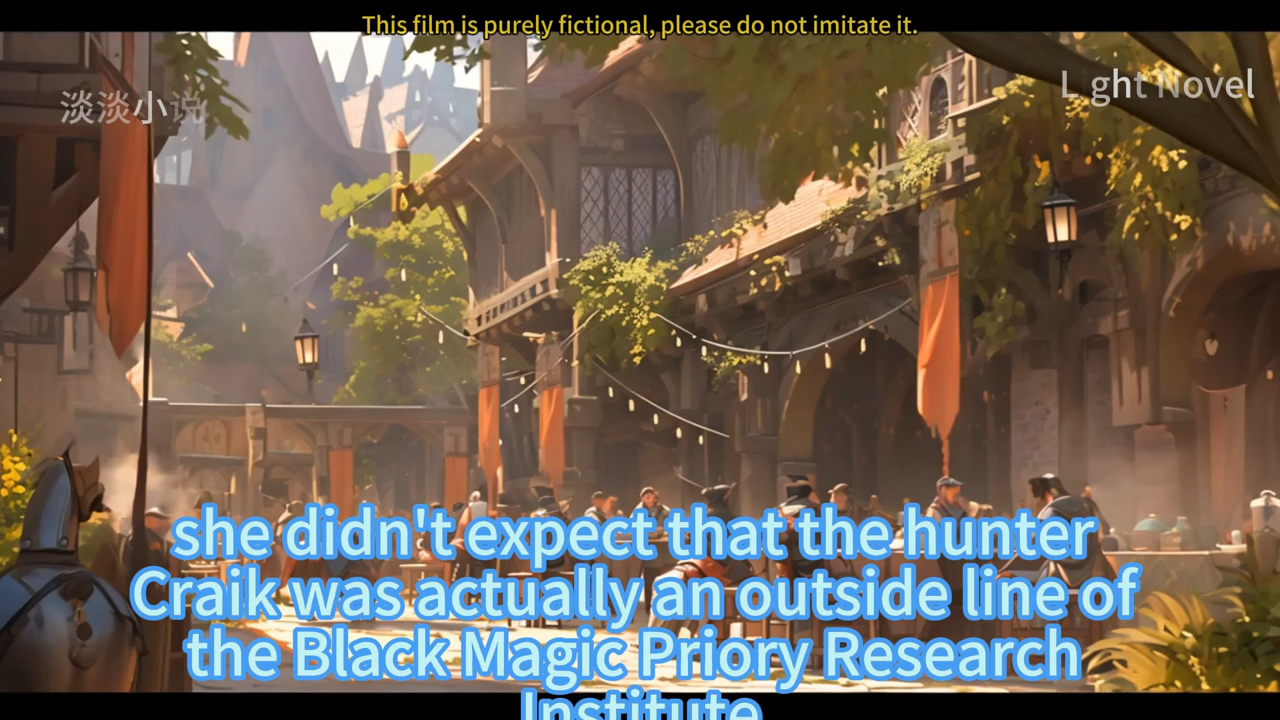 This film is purely fictional, please do not imitate it.
淡淡小说
L ght Novel
she didn't expect that the hunter
Craik was actually an outside line of
the Black Magic Priory Research
Institute